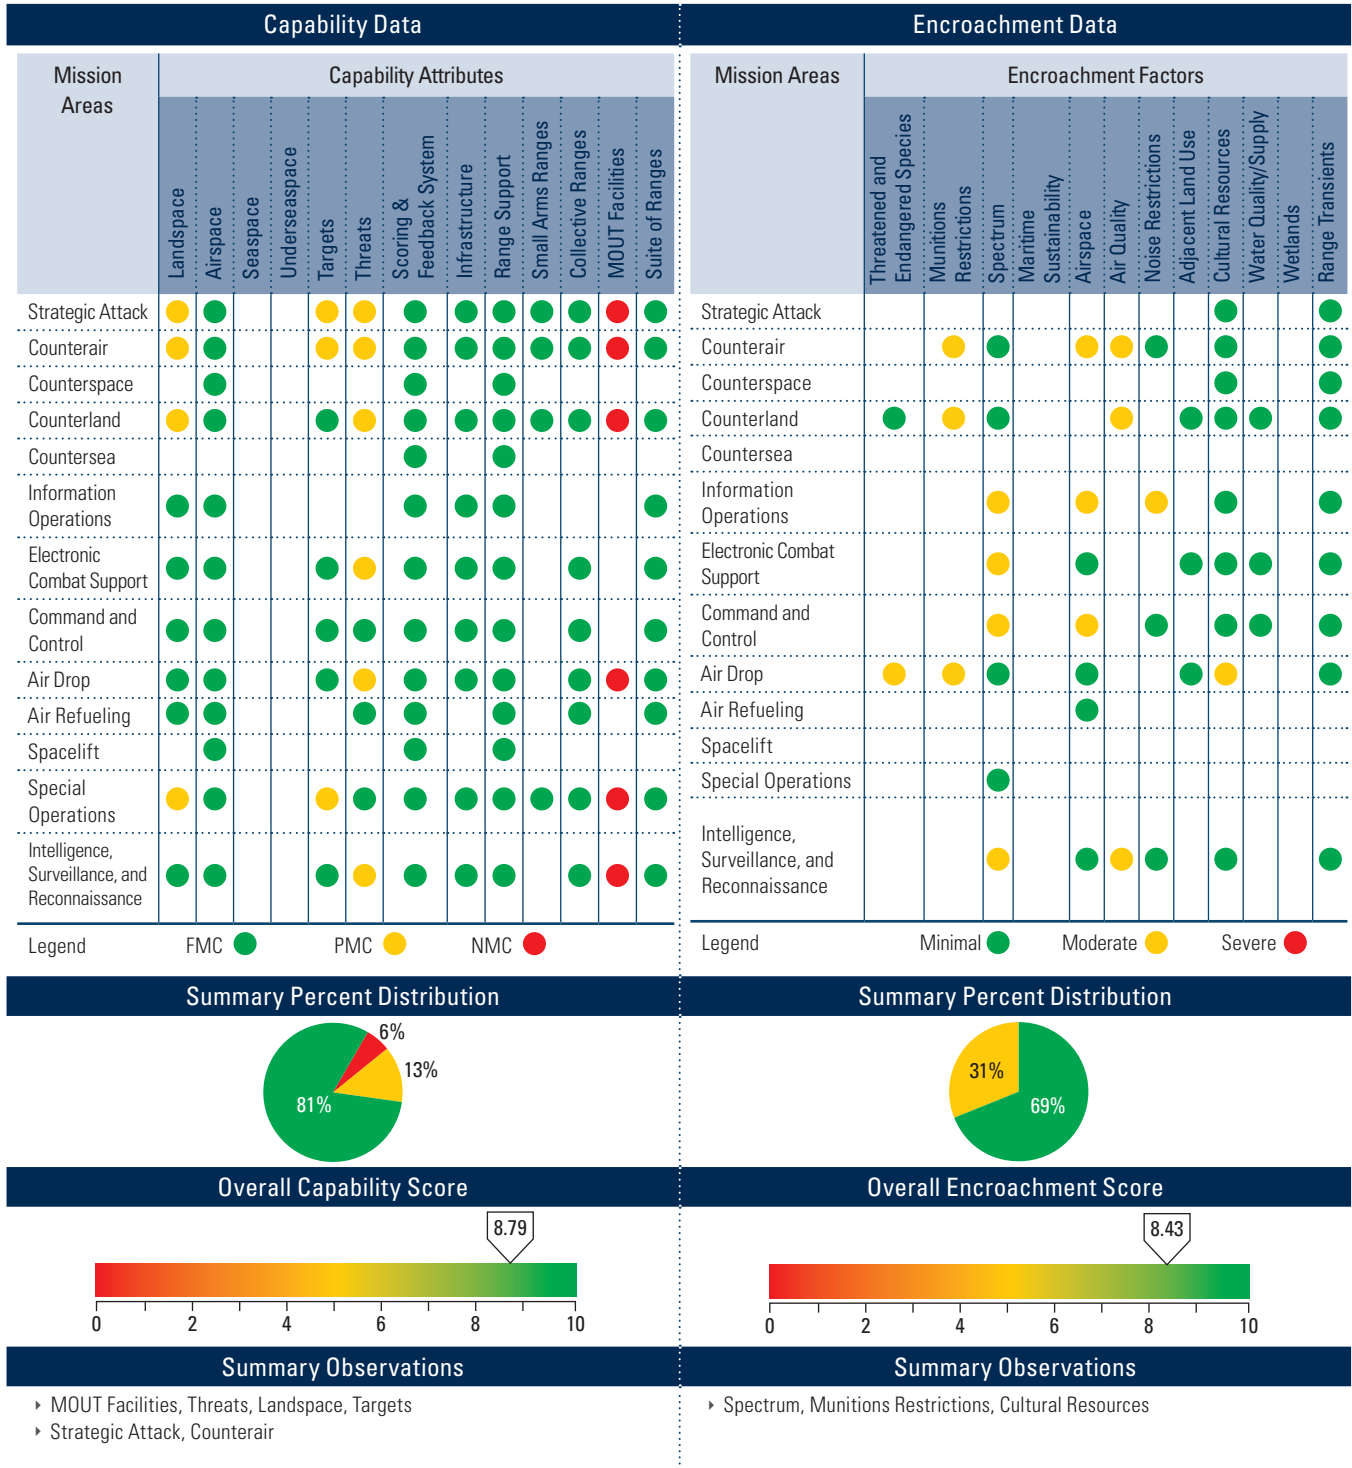 Capability Data
Mission
Areas
Capability Attributes
Landspace
Airspace
Seaspace
Underseaspace
Targets
Threats
Scoring &
Feedback System
Infrastructure
Range Support
Small Arms Ranges
Collective Ranges
MOUT Facilities
Suite of Ranges
Strategic Attack
Counterair
Counterspace
Counterland
Countersea
Information
Operations
Electronic
Combat Support
Command and
Control
Air Drop
Air Refueling
Spacelift
Special
Operations
Intelligence,
Surveillance, and
Reconnaissance
Legend
FMC
PMC
NMC
Summary Percent Distribution
6%
13%
81%
Overall Capability Score
8.79
0 2 4 6 8 10
Summary Observations
‣ MOUT Facilities, Threats, Landspace, Targets
‣ Strategic Attack, Counterair
Encroachment Data
Mission Areas
Encroachment Factors
Threatened and
Endangered Species
Munitions
Restrictions
Spectrum
Maritime
Sustainability
Airspace
Air Quality
Noise Restrictions
Adjacent Land Use
Cultural Resources
Water Quality/Supply
Wetlands
Range Transients
Strategic Attack
Counterair
Counterspace
Counterland
Countersea
Information
Operations
Electronic Combat
Support
Command and
Control
Air Drop
Air Refueling
Spacelift
Special Operations
Intelligence,
Surveillance, and
Reconnaissance
Legend
Minimal
Moderate
Severe
Summary Percent Distribution
31%
69%
Overall Encroachment Score
8.43
0 2 4 6 8 10
Summary Observations
‣ Spectrum, Munitions Restrictions, Cultural Resources